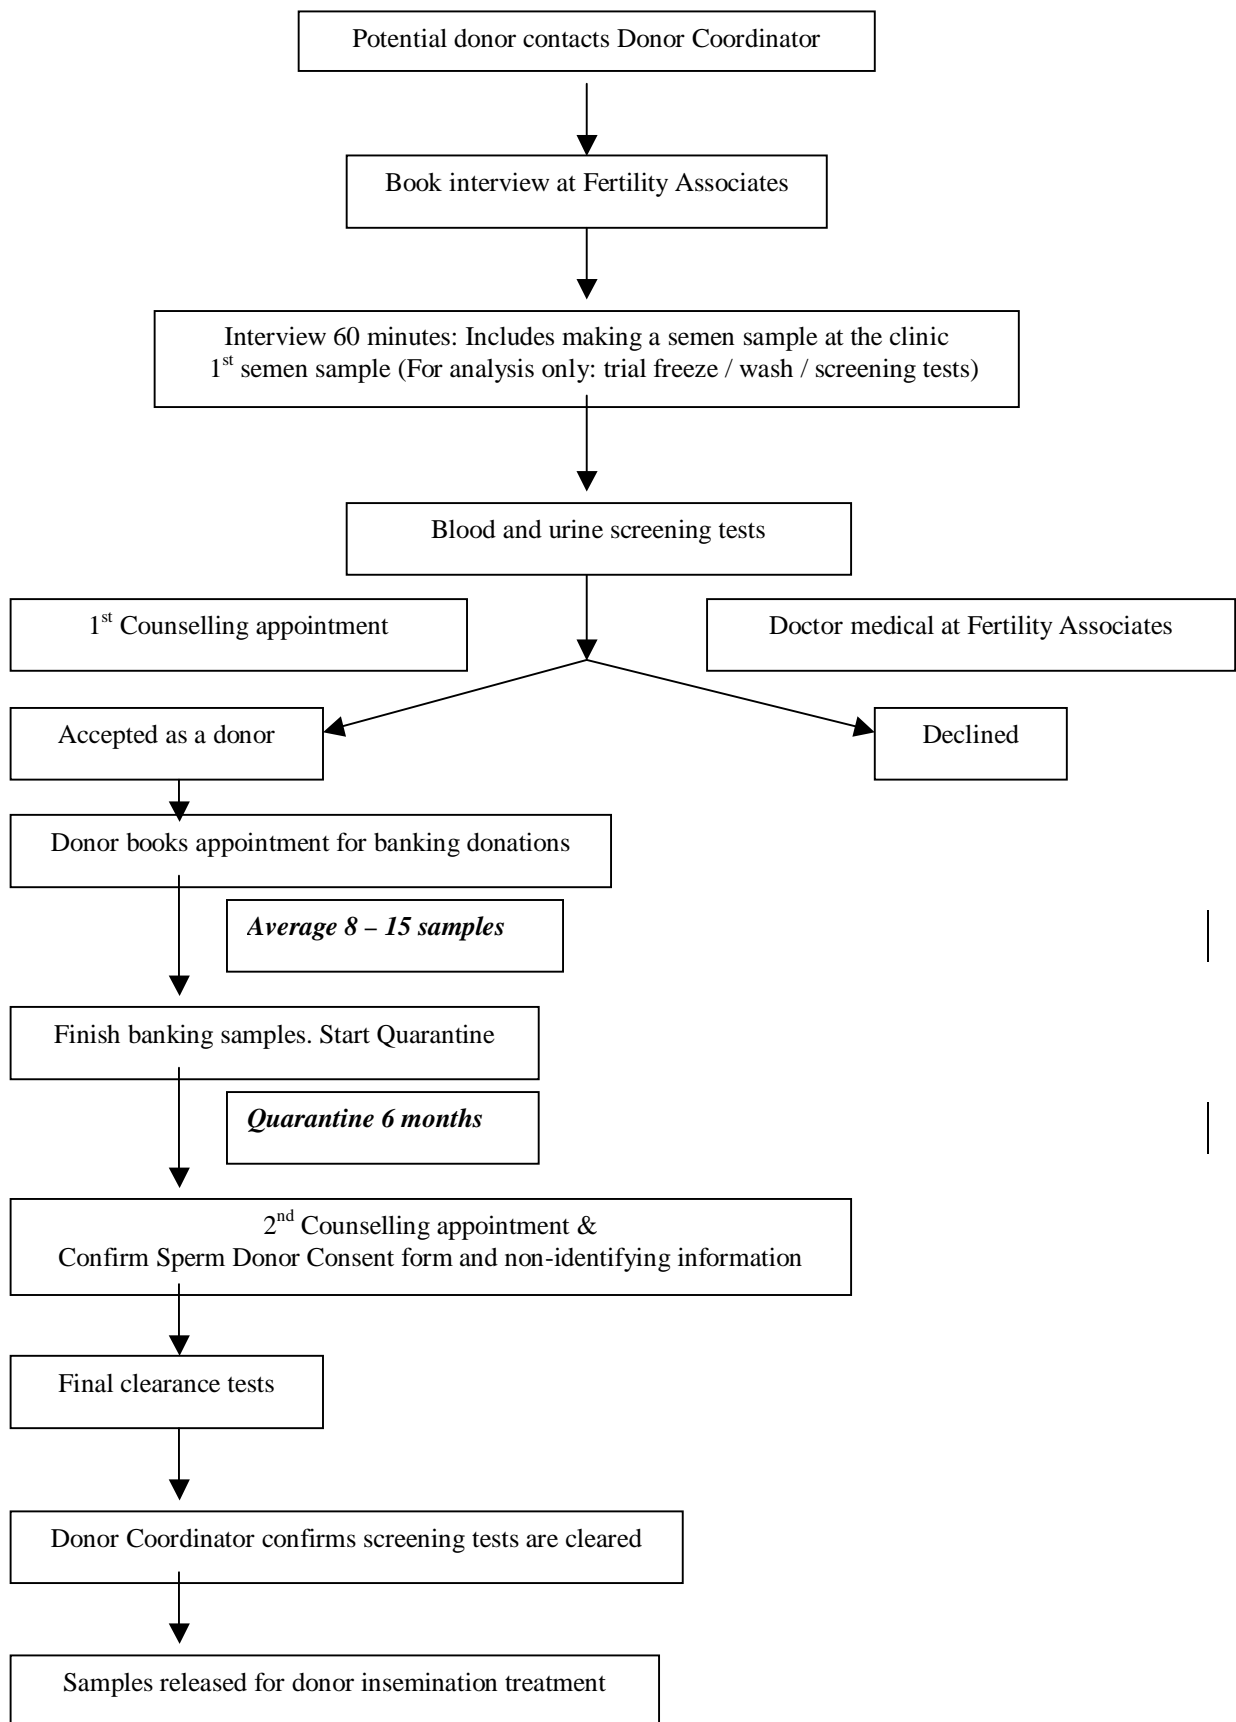 Potential donor contacts Donor Coordinator
Book interview at Fertility Associates
Interview 60 minutes: Includes making a semen sample at the clinic
1st semen sample (For analysis only: trial freeze / wash / screening tests)
Blood and urine screening tests
1st Counselling appointment
Doctor medical at Fertility Associates
Accepted as a donor
Declined
Donor books appointment for banking donations
Average 8 – 15 samples
Finish banking samples. Start Quarantine
Quarantine 6 months
2nd Counselling appointment &
Confirm Sperm Donor Consent form and non-identifying information
Final clearance tests
Donor Coordinator confirms screening tests are cleared
Samples released for donor insemination treatment